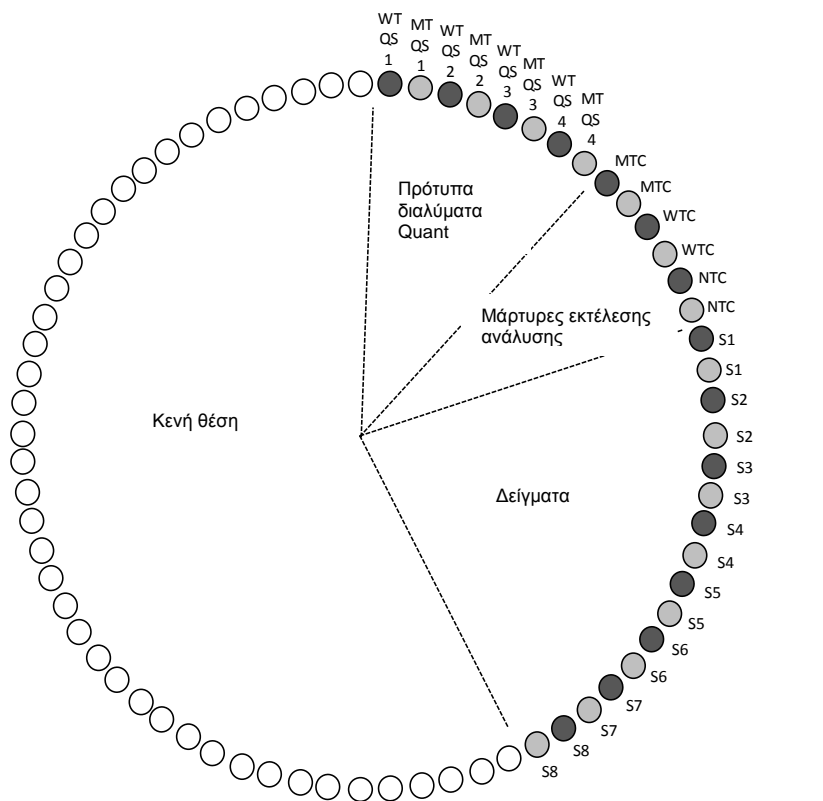 WT
QS
1
MT
QS
1
WT
QS
2
MT
QS
2
WT
QS
3
MT
QS
3
WT
QS
4
MT
QS
4
MTC
MTC
WTC
WTC
NTC
NTC
S1
S1
S2
S2
S3
S3
S4
S4
S5
S5
S6
S6
S7
S7
S8
S8
Πρότυπα
διαλύματα
Quant
Μάρτυρες εκτέλεσης
ανάλυσης
Κενή θέση
Δείγματα